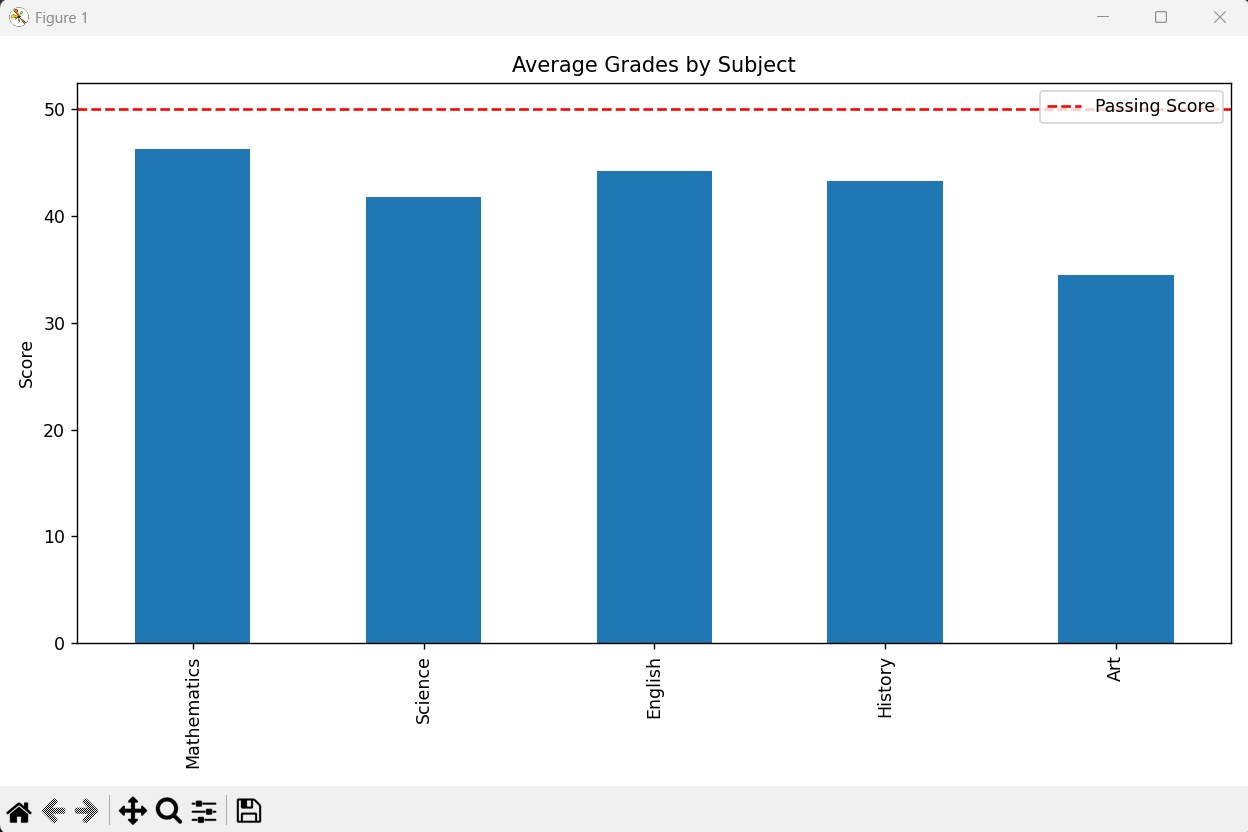 Figure 1
Average Grades by Subject
Passing Score
50
40
30
20
10
0
Score
Mathematics
Science
English
History
Art